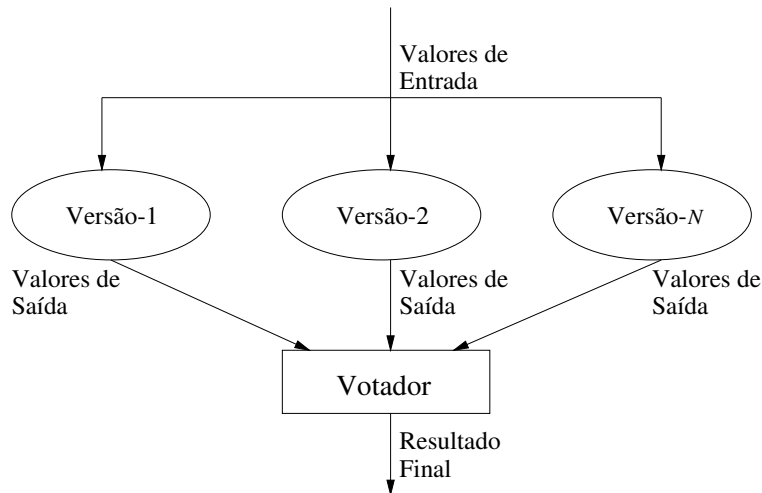 Valores de
Entrada
Versão-1
Versão-2
Versão-N
Valores de
Saída
Valores de
Saída
Valores de
Saída
Votador
Resultado
Final